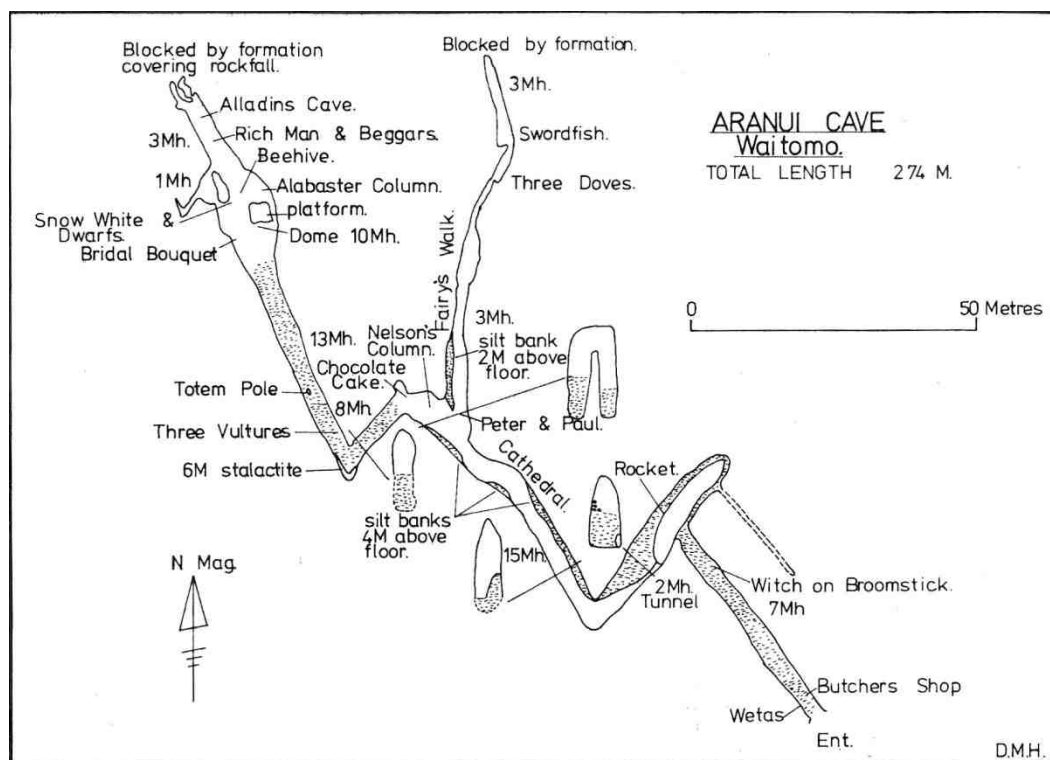 Blocked by formation
covering rockfall.
Blocked by formation.
3Mh.
Alladins Cave.
ARANUI CAVE
Waitomo.
TOTAL LENGTH 274 M.
3Mh.
Rich Man & Beggars.
Swordfish.
Beehive.
1Mh
Alabaster Column.
Three Doves.
platform.
Snow White &
Dwarfs.
Dome 10Mh.
Bridal Bouquet
Fairy's Walk.
0 50 Metres
13Mh.
Nelson's
Column.
3Mh.
silt bank
2M above
floor.
Chocolate
Cake.
Totem Pole
8Mh.
Three Vultures
Peter & Paul.
6M stalactite
Cathedral.
Rocket.
silt banks
4M above
floor.
15Mh.
2Mh.
Tunnel
Witch on Broomstick.
7Mh
N Mag.
Butchers Shop
Wetas
Ent.
D.M.H.